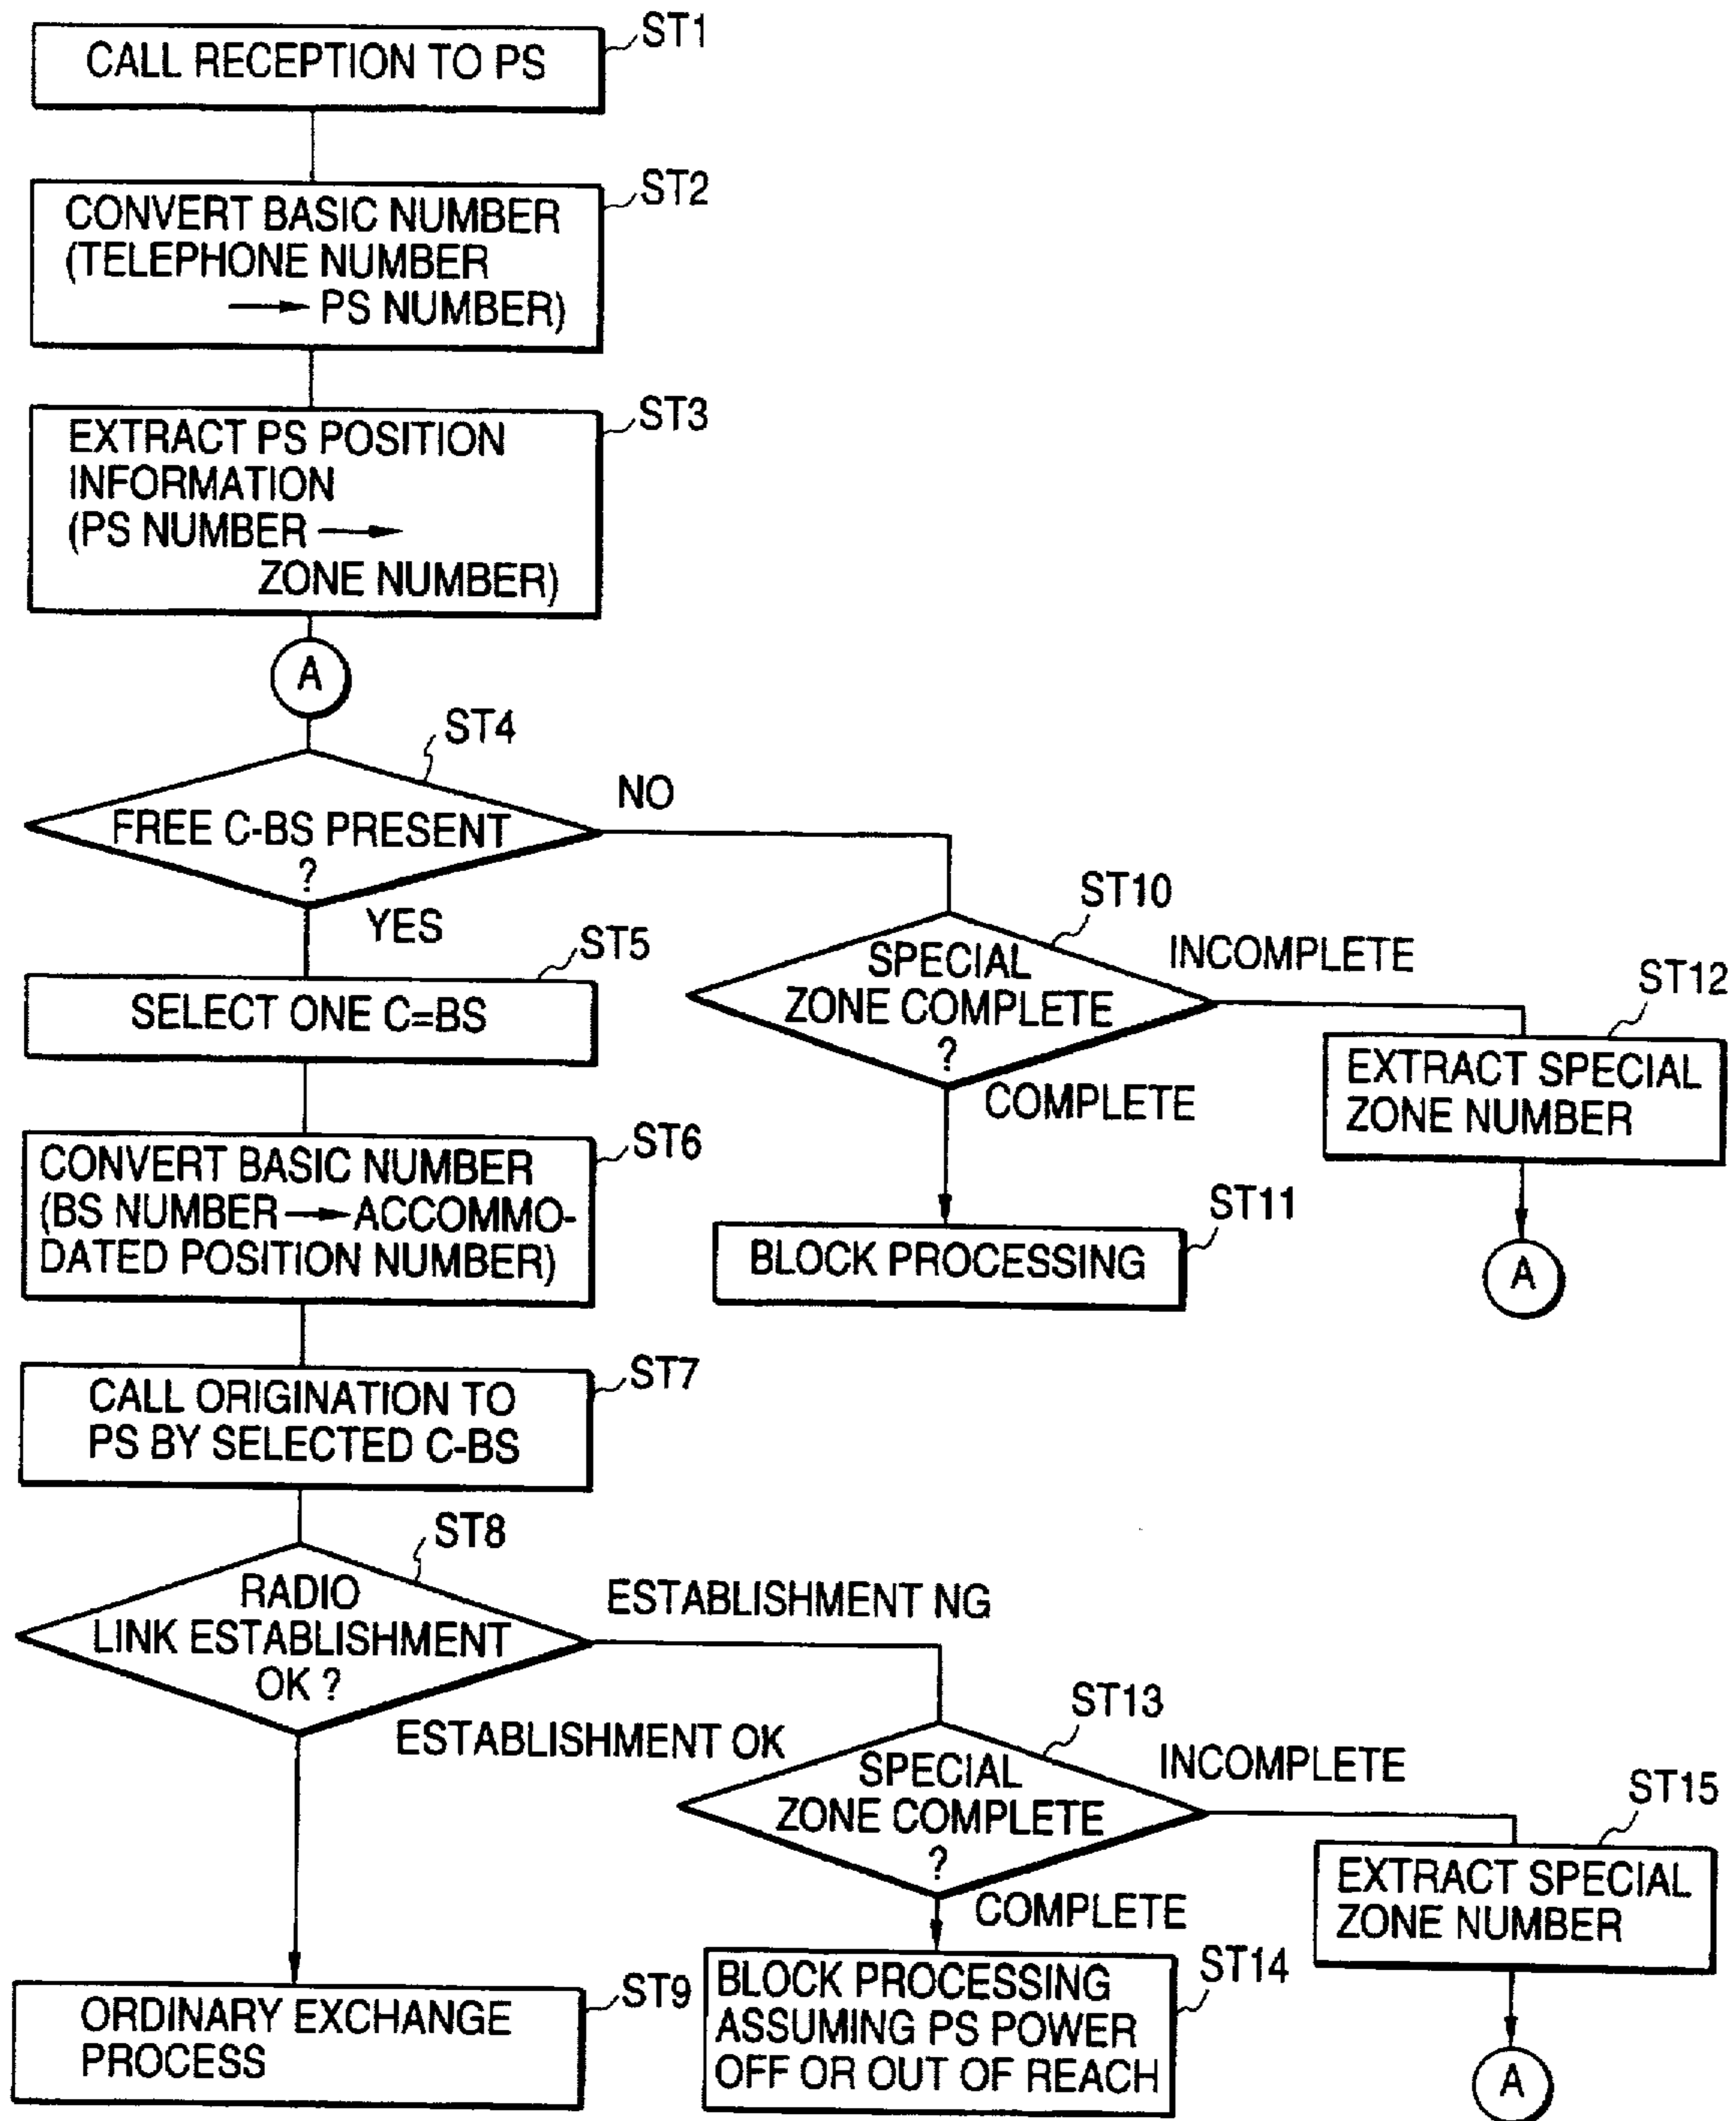 CALL RECEPTION TO PS
ST1
CONVERT BASIC NUMBER
(TELEPHONE NUMBER
→ PS NUMBER)
ST2
EXTRACT PS POSITION
INFORMATION
(PS NUMBER →
ZONE NUMBER)
ST3
A
ST4
FREE C-BS PRESENT
?
NO
YES
ST5
SELECT ONE C=BS
ST10
SPECIAL
ZONE COMPLETE
?
INCOMPLETE
COMPLETE
ST12
EXTRACT SPECIAL
ZONE NUMBER
A
ST11
BLOCK PROCESSING
ST6
CONVERT BASIC NUMBER
(BS NUMBER → ACCOMMO-
DATED POSITION NUMBER)
ST7
CALL ORIGINATION TO
PS BY SELECTED C-BS
ST8
RADIO
LINK ESTABLISHMENT
OK ?
ESTABLISHMENT NG
ESTABLISHMENT OK
ST13
SPECIAL
ZONE COMPLETE
?
INCOMPLETE
COMPLETE
ST15
EXTRACT SPECIAL
ZONE NUMBER
A
ST9
ORDINARY EXCHANGE
PROCESS
ST14
BLOCK PROCESSING
ASSUMING PS POWER
OFF OR OUT OF REACH